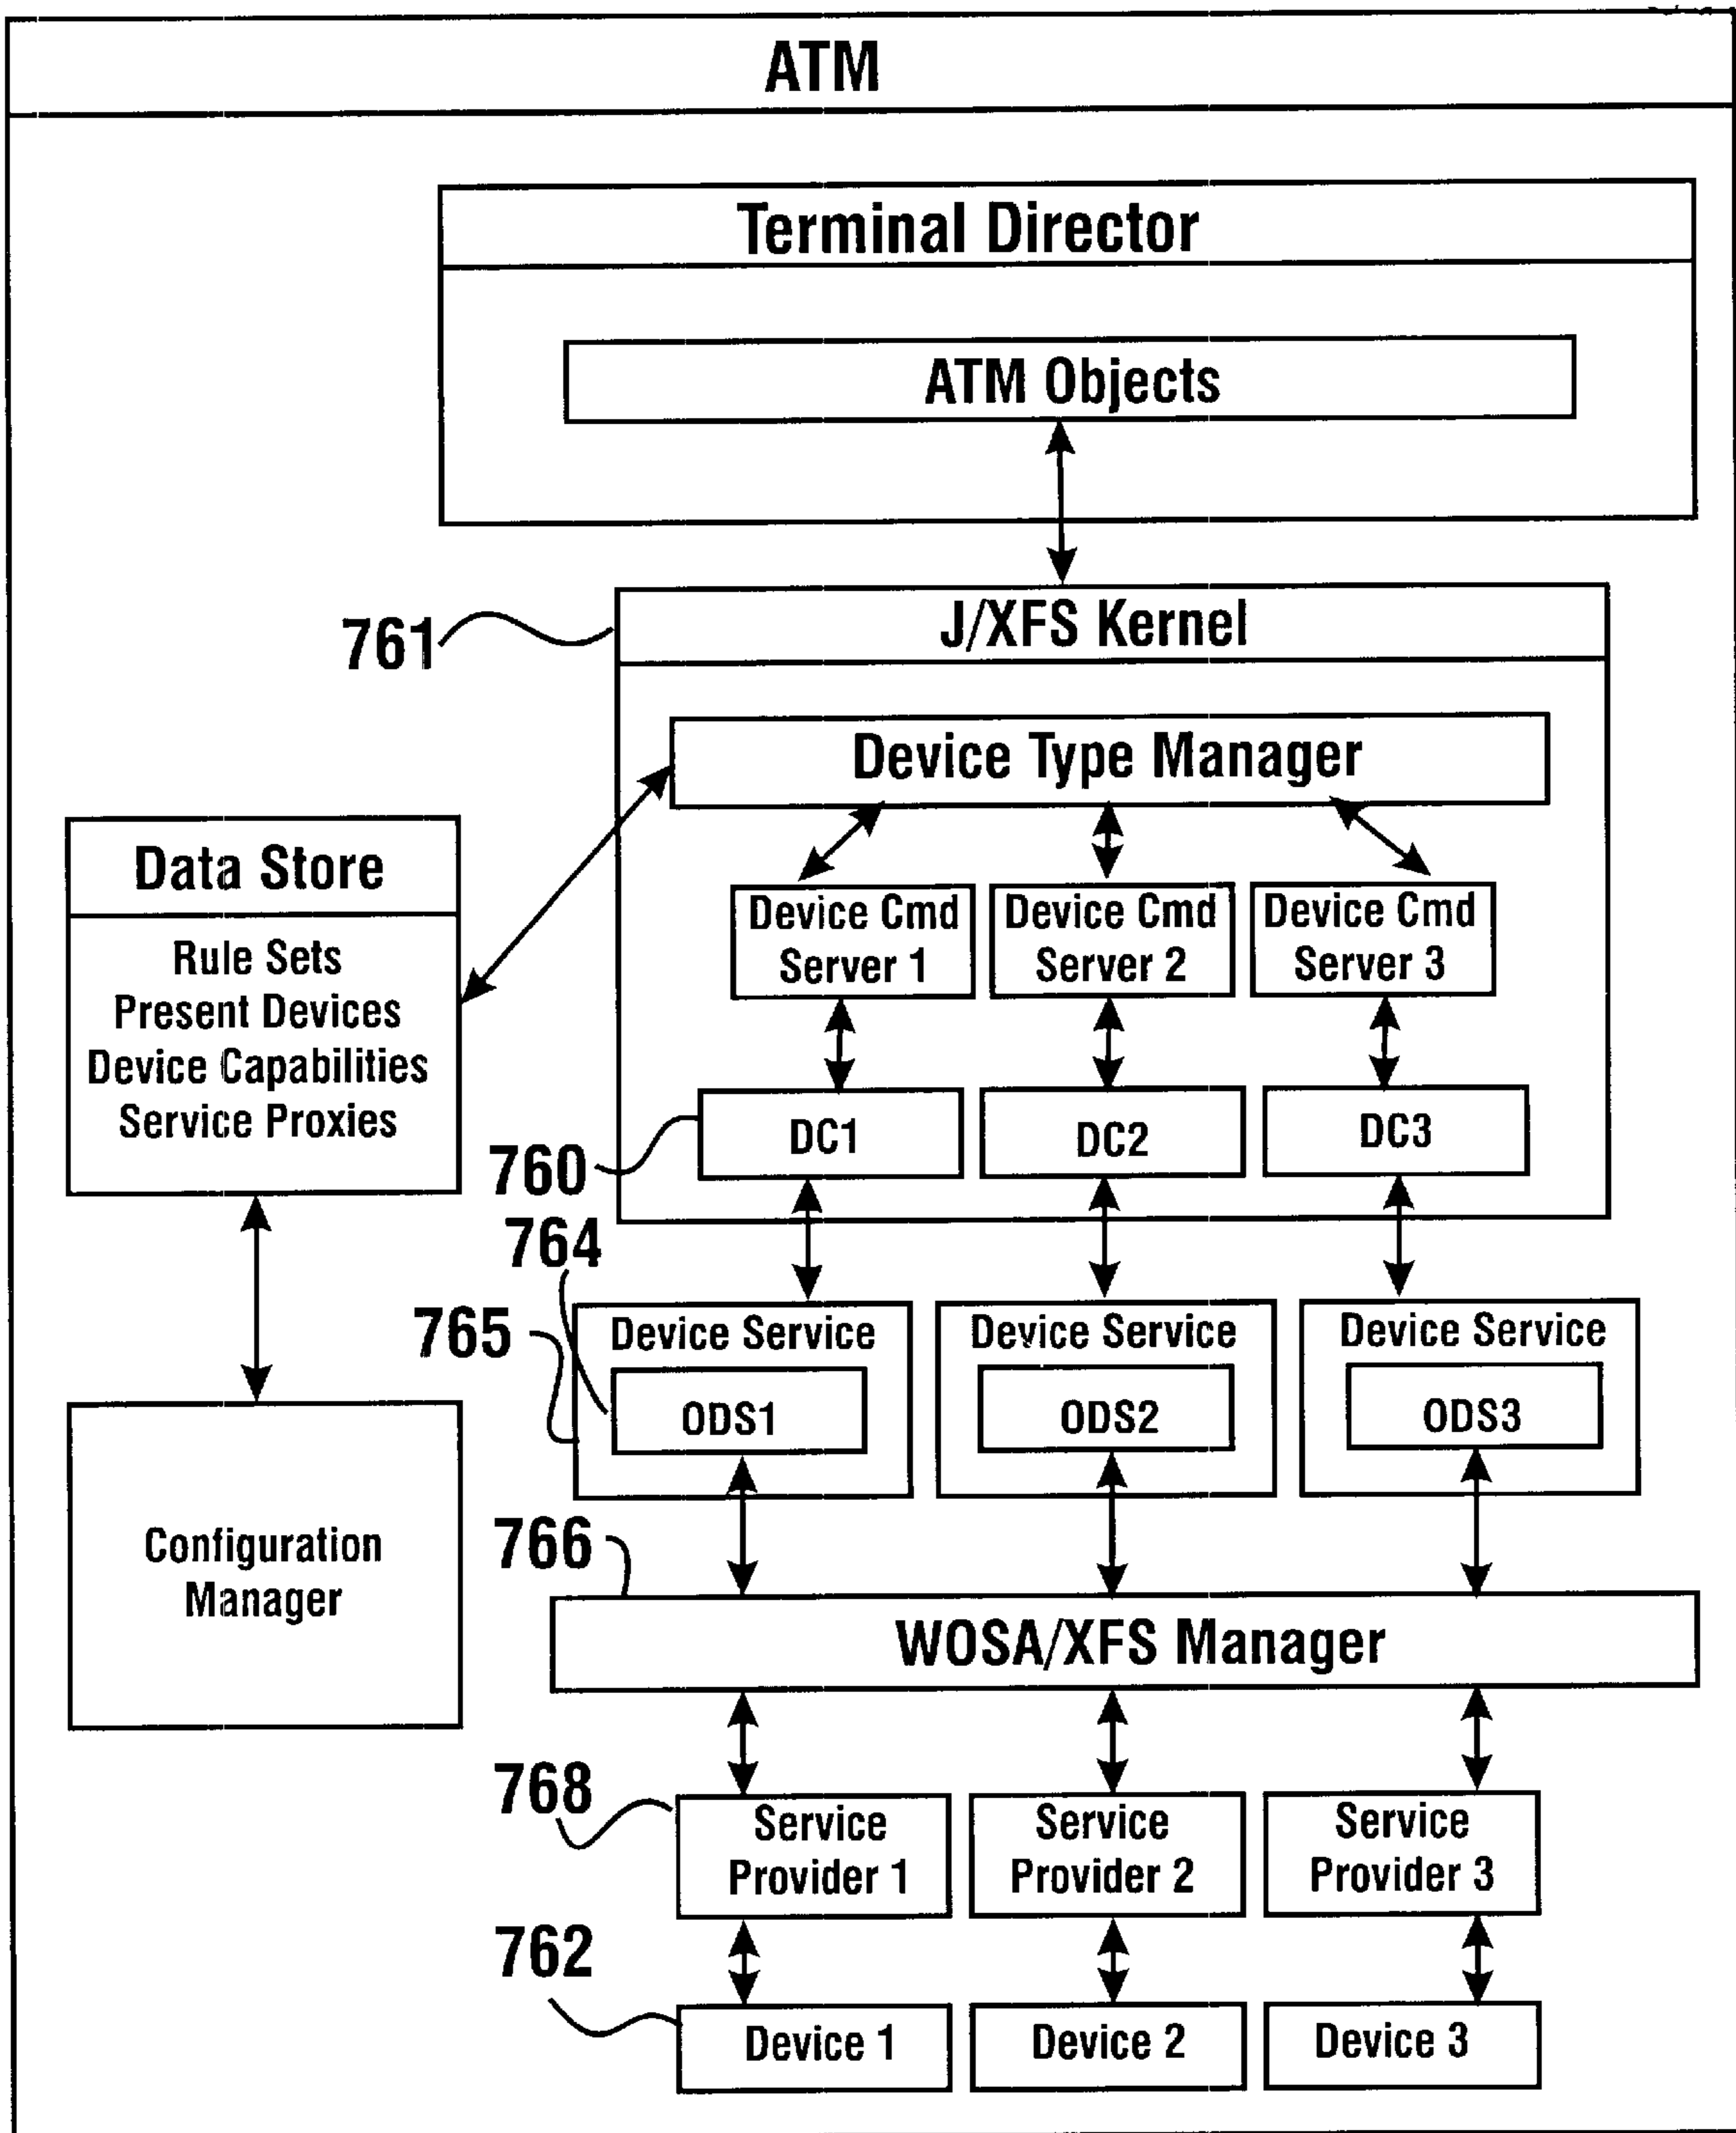 ATM
Terminal Director
ATM Objects
761
J/XFS Kernel
Device Type Manager
Data Store
Rule Sets
Present Devices
Device Capabilities
Service Proxies
Device Cmd
Server 1
Device Cmd
Server 2
Device Cmd
Server 3
760
DC1
DC2
DC3
764
765
Device Service
ODS1
Device Service
ODS2
Device Service
ODS3
Configuration
Manager
766
WOSA/XFS Manager
768
Service
Provider 1
Service
Provider 2
Service
Provider 3
762
Device 1
Device 2
Device 3